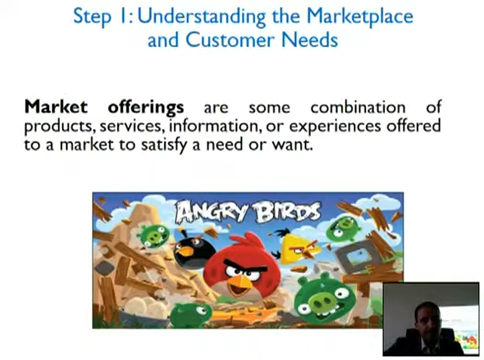 Step 1: Understanding the Marketplace
and Customer Needs
Market offerings are some combination of
products, services, information, or experiences offered
to a market to satisfy a need or want.
ANGRY BIRDS